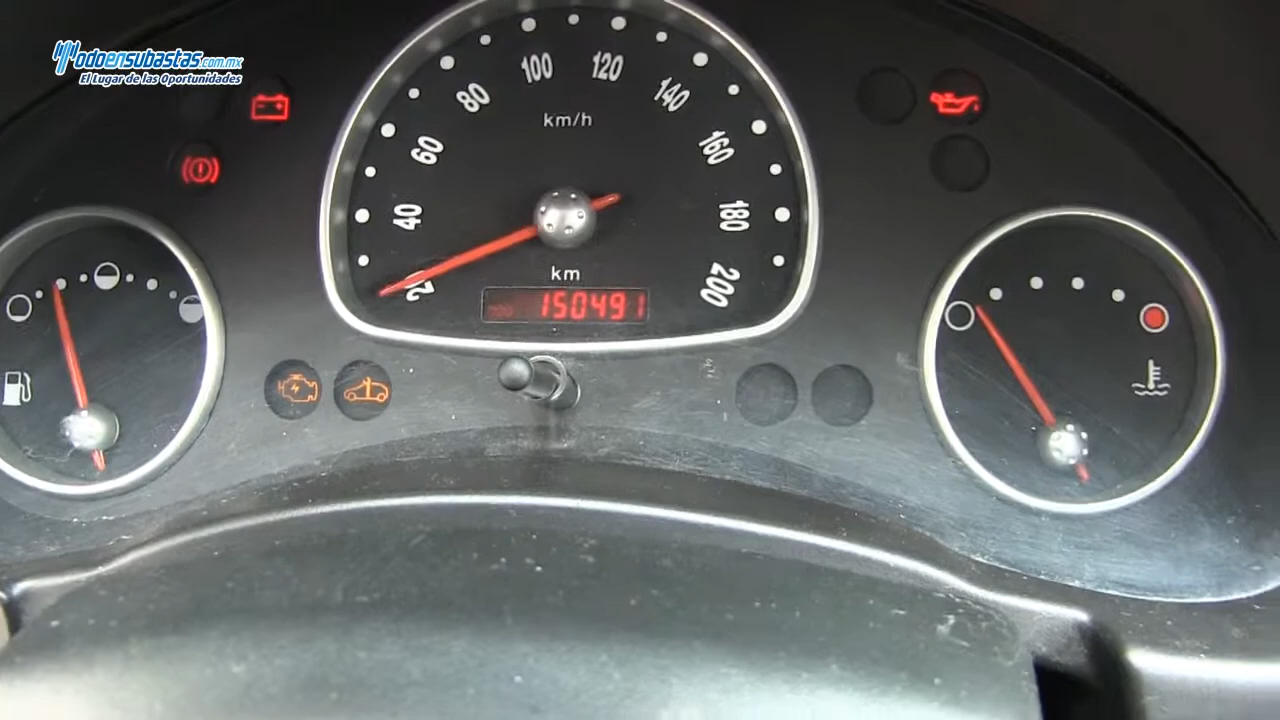 Todoensubastas.com.mx
El Lugar de las Oportunidades
100 120
80 140
km/h
60 160
40 180
km
20 200
150491